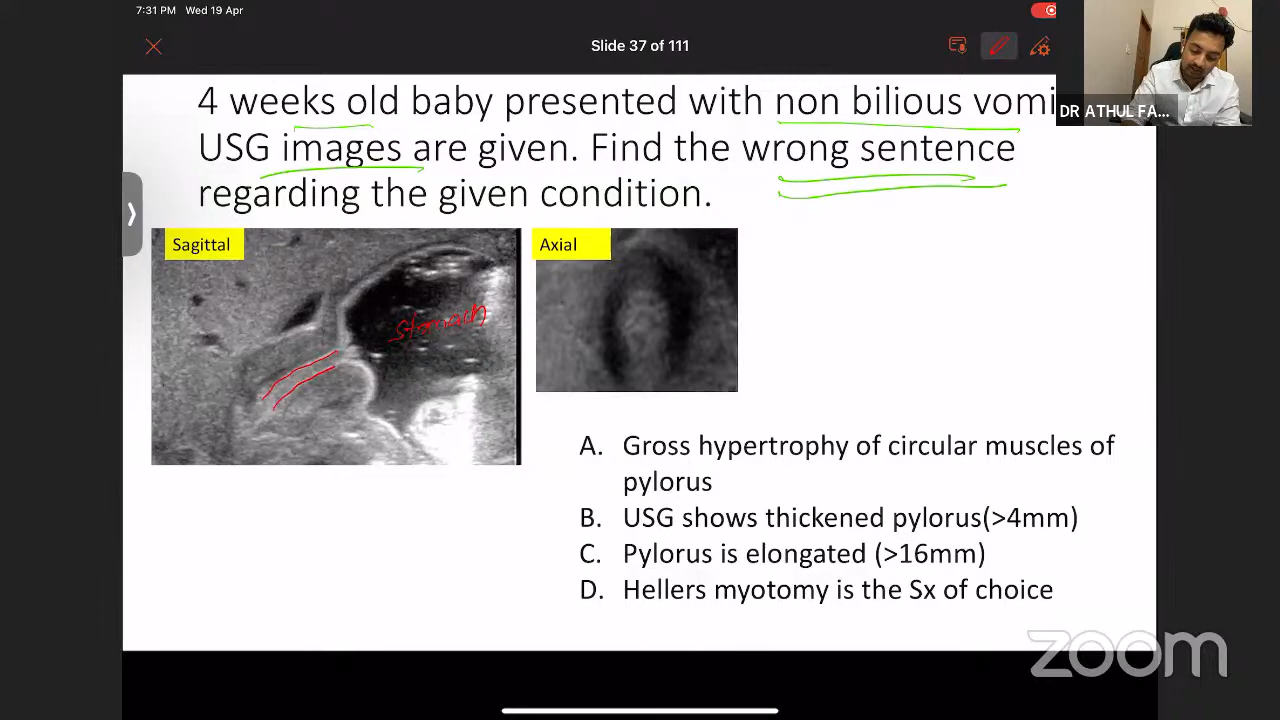 7:31 PM Wed 19 Apr
Slide 37 of 111
4 weeks old baby presented with non bilious vomi
DR ATHUL FA...
USG images are given. Find the wrong sentence
regarding the given condition.
Sagittal
Axial
stomach
A. Gross hypertrophy of circular muscles of
pylorus
B. USG shows thickened pylorus(>4mm)
C. Pylorus is elongated (>16mm)
D. Hellers myotomy is the Sx of choice
zoom